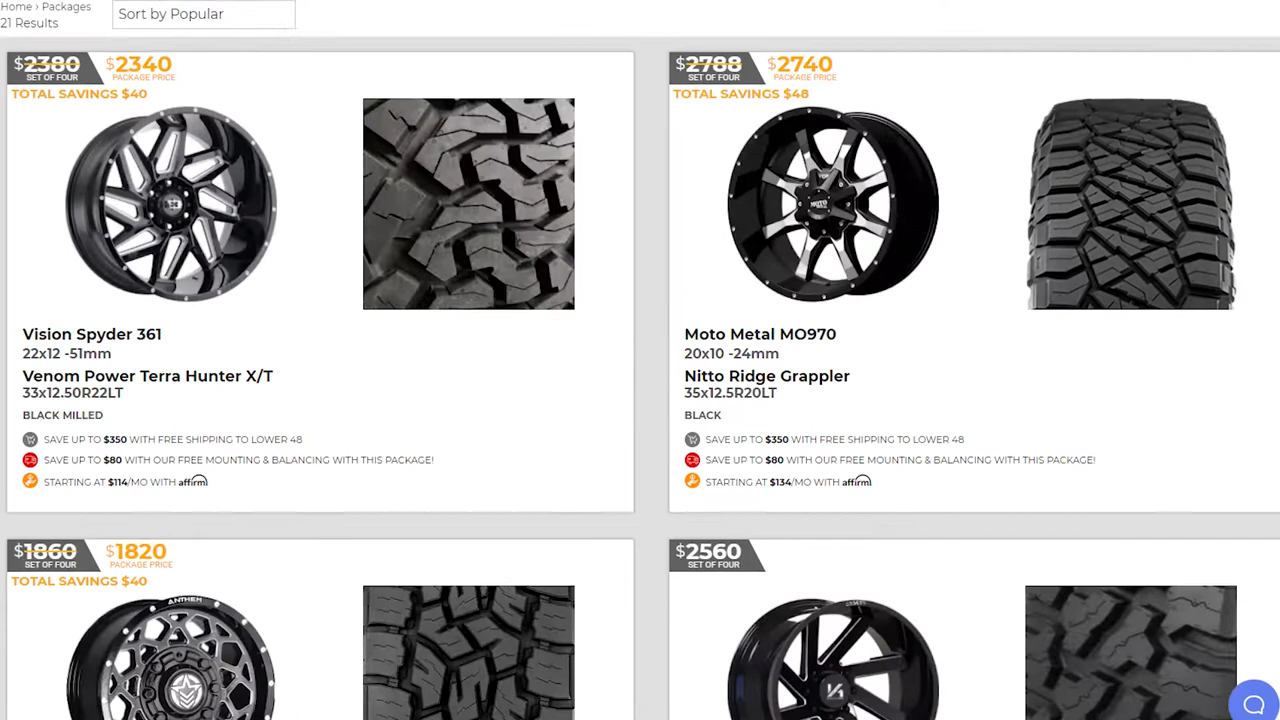 Home › Packages
21 Results
Sort by Popular
$2380
SET OF FOUR
$2340
PACKAGE PRICE
TOTAL SAVINGS $40
Vision Spyder 361
22x12 -51mm
Venom Power Terra Hunter X/T
33x12.50R22LT
BLACK MILLED
SAVE UP TO $350 WITH FREE SHIPPING TO LOWER 48
SAVE UP TO $80 WITH OUR FREE MOUNTING & BALANCING WITH THIS PACKAGE!
STARTING AT $114/MO WITH affirm
$2788
SET OF FOUR
$2740
PACKAGE PRICE
TOTAL SAVINGS $48
MOTO
METAL
Moto Metal MO970
20x10 -24mm
Nitto Ridge Grappler
35x12.5R20LT
BLACK
SAVE UP TO $350 WITH FREE SHIPPING TO LOWER 48
SAVE UP TO $80 WITH OUR FREE MOUNTING & BALANCING WITH THIS PACKAGE!
STARTING AT $134/MO WITH affirm
$1860
SET OF FOUR
$1820
PACKAGE PRICE
TOTAL SAVINGS $40
ANTHEM
$2560
SET OF FOUR